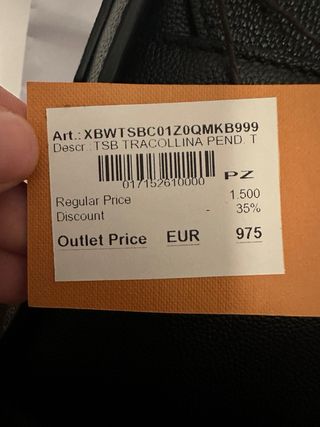 Art.: XBWTSBC01Z0QMKB999
Descr.: TSB TRACOLLINA PEND. T
017152610000 PZ
Regular Price 1.500
Discount - 35%
Outlet Price EUR 975